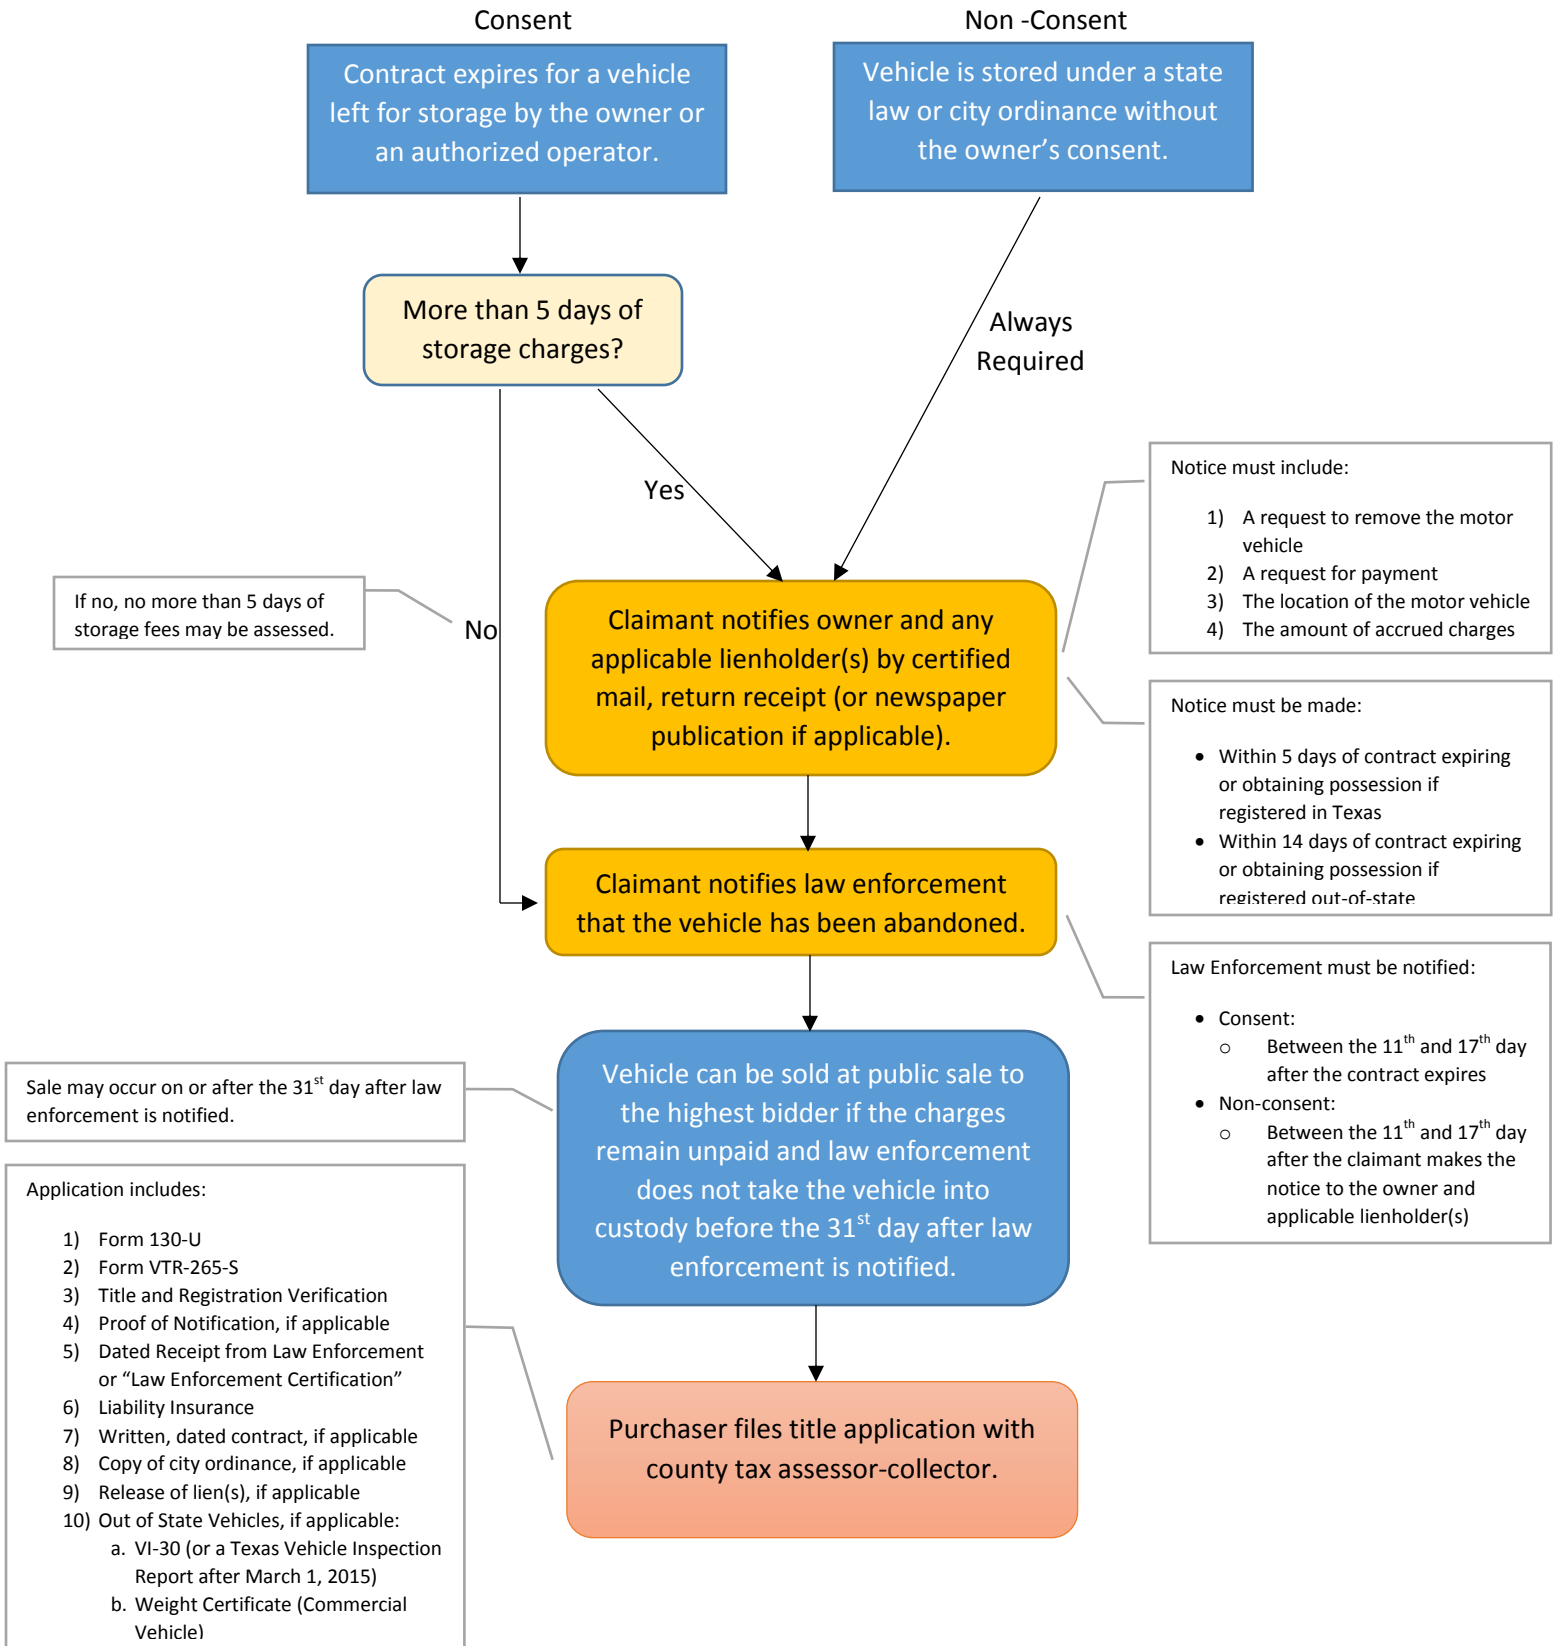 Consent
Non -Consent
Contract expires for a vehicle
left for storage by the owner or
an authorized operator.
Vehicle is stored under a state
law or city ordinance without
the owner’s consent.
More than 5 days of
storage charges?
Always
Required
Yes
Notice must include:
1) A request to remove the motor
vehicle
2) A request for payment
3) The location of the motor vehicle
4) The amount of accrued charges
If no, no more than 5 days of
storage fees may be assessed.
No
Claimant notifies owner and any
applicable lienholder(s) by certified
mail, return receipt (or newspaper
publication if applicable).
Notice must be made:
• Within 5 days of contract expiring
or obtaining possession if
registered in Texas
• Within 14 days of contract expiring
or obtaining possession if
registered out-of-state
Claimant notifies law enforcement
that the vehicle has been abandoned.
Law Enforcement must be notified:
• Consent:
o Between the 11th and 17th day
after the contract expires
• Non-consent:
o Between the 11th and 17th day
after the claimant makes the
notice to the owner and
applicable lienholder(s)
Sale may occur on or after the 31st day after law
enforcement is notified.
Vehicle can be sold at public sale to
the highest bidder if the charges
remain unpaid and law enforcement
does not take the vehicle into
custody before the 31st day after law
enforcement is notified.
Application includes:
1) Form 130-U
2) Form VTR-265-S
3) Title and Registration Verification
4) Proof of Notification, if applicable
5) Dated Receipt from Law Enforcement
or “Law Enforcement Certification”
6) Liability Insurance
7) Written, dated contract, if applicable
8) Copy of city ordinance, if applicable
9) Release of lien(s), if applicable
10) Out of State Vehicles, if applicable:
a. VI-30 (or a Texas Vehicle Inspection
Report after March 1, 2015)
b. Weight Certificate (Commercial
Vehicle)
Purchaser files title application with
county tax assessor-collector.